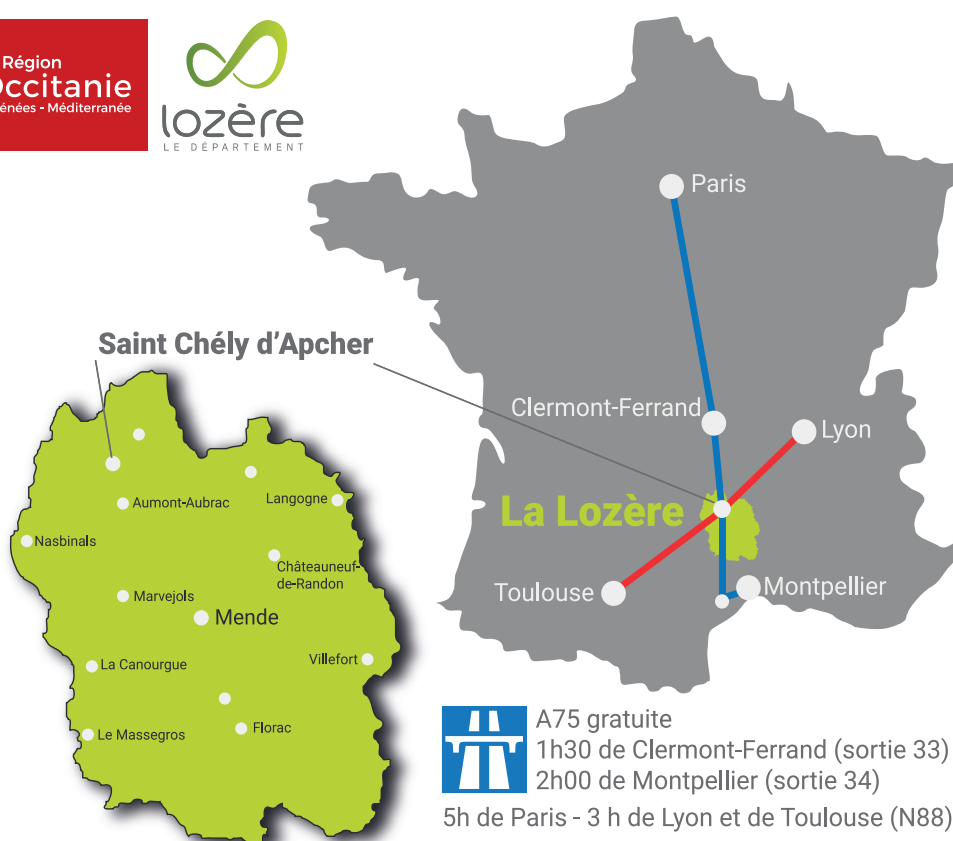 Région
Occitanie
Pyrénées - Méditerranée
lozère
LE DÉPARTEMENT
Paris
Saint Chély d’Apcher
Clermont-Ferrand
Lyon
La Lozère
Toulouse
Montpellier
Aumont-Aubrac
Langogne
Nasbinals
Châteauneuf-
de-Randon
Marvejols
Mende
La Canourgue
Villefort
Le Massegros
Florac
A75 gratuite
1h30 de Clermont-Ferrand (sortie 33)
2h00 de Montpellier (sortie 34)
5h de Paris - 3 h de Lyon et de Toulouse (N88)